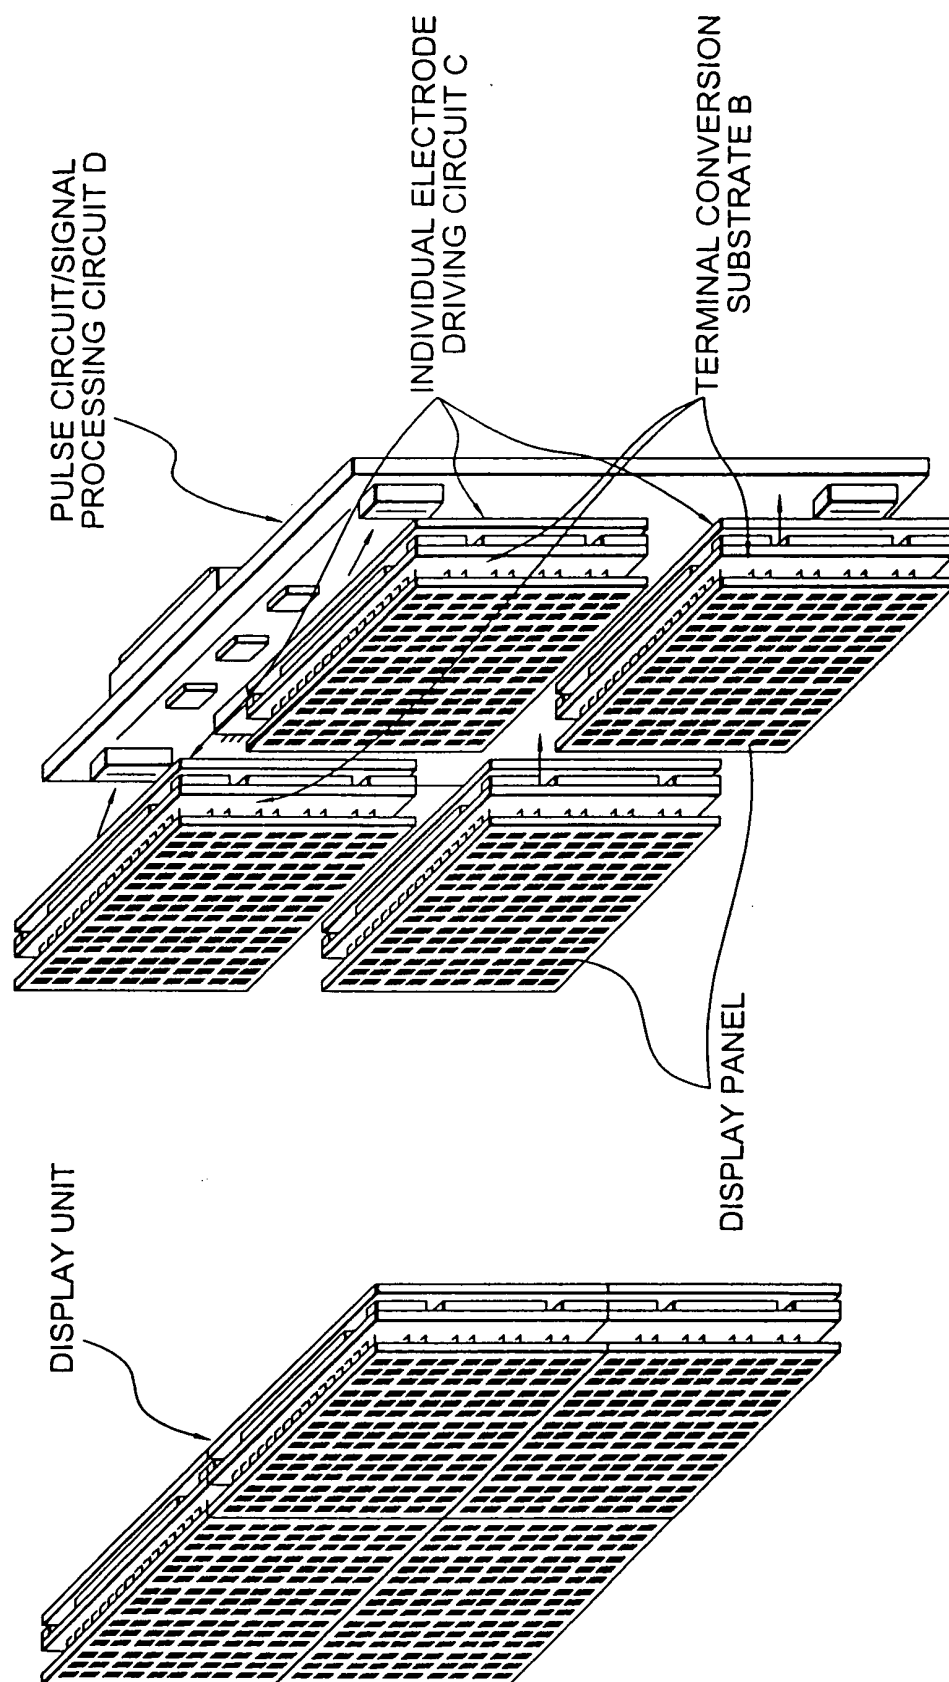 DISPLAY UNIT
PULSE CIRCUIT/SIGNAL
PROCESSING CIRCUIT D
INDIVIDUAL ELECTRODE
DRIVING CIRCUIT C
TERMINAL CONVERSION
SUBSTRATE B
DISPLAY PANEL